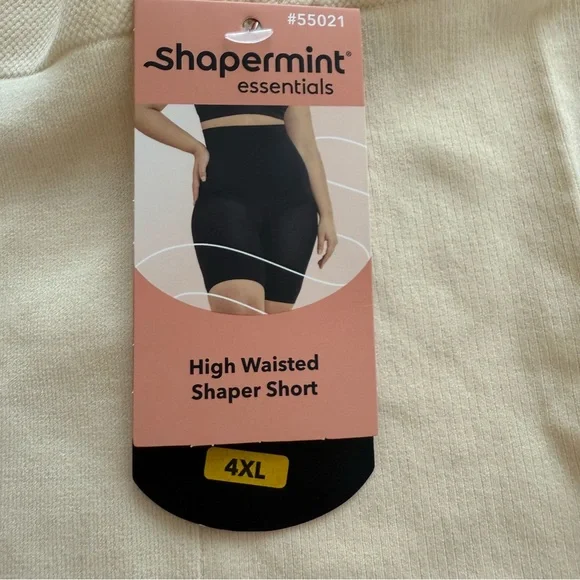 #55021
Shapermint®
essentials
High Waisted
Shaper Short
4XL